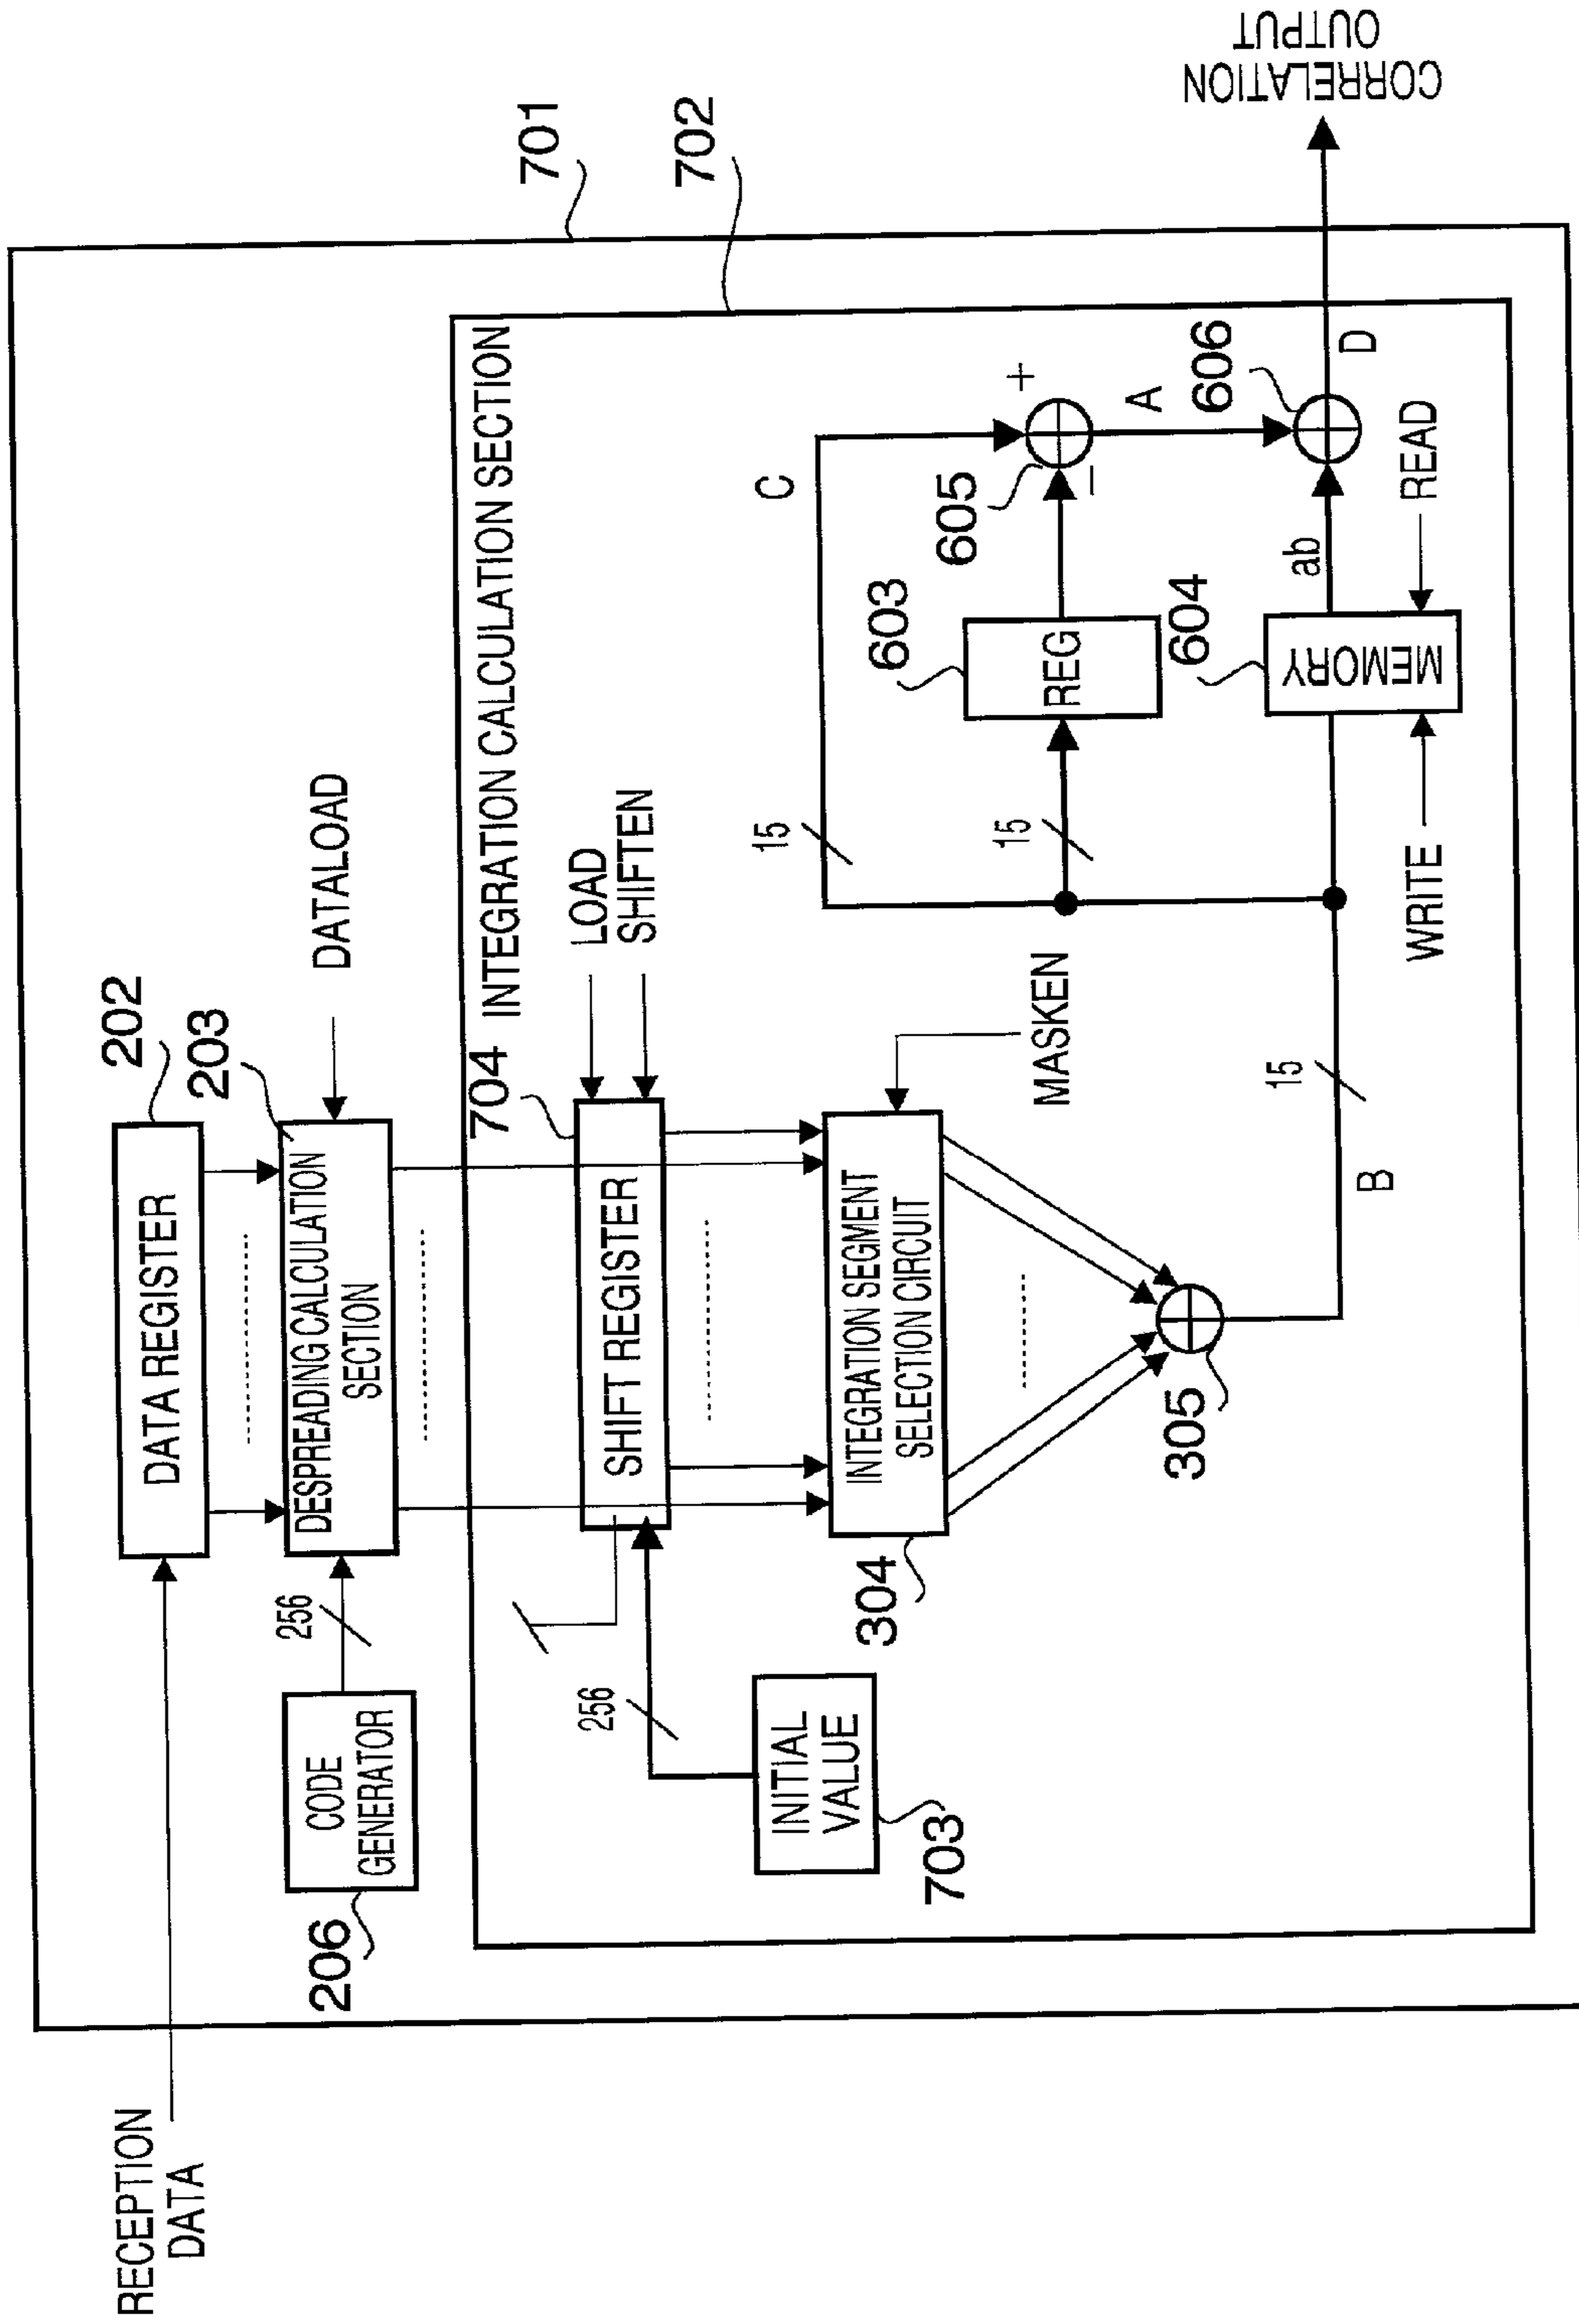 RECEPTION
DATA
701
702
202
DATA REGISTER
203
DESPREADING CALCULATION
SECTION
DATALOAD
206
CODE
GENERATOR
256
704
INTEGRATION CALCULATION SECTION
LOAD
SHIFTEN
SHIFT REGISTER
256
INITIAL
VALUE
703
INTEGRATION SEGMENT
SELECTION CIRCUIT
304
MASKEN
305
B
15
15
15
C
603
REG
605
+
−
A
606
604
MEMORY
WRITE
READ
ab
D
CORRELATION
OUTPUT